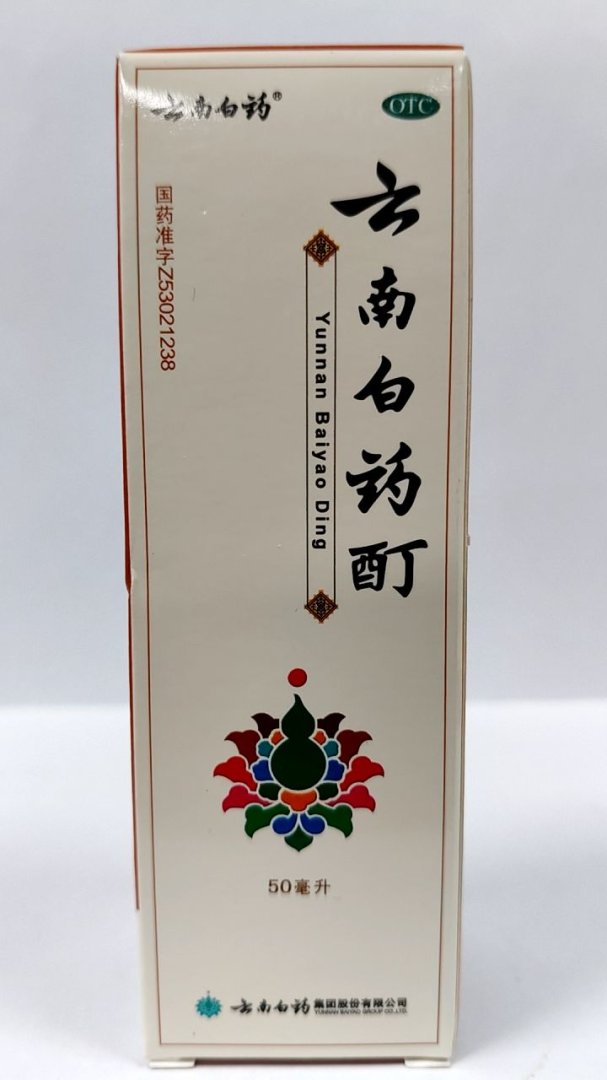 云南白药®
OTC
国药准字Z53021238
云南白药酊
Yunnan Baiyao Ding
50毫升
云南白药集团股份有限公司
YUNNAN BAIYAO GROUP CO.,LTD.